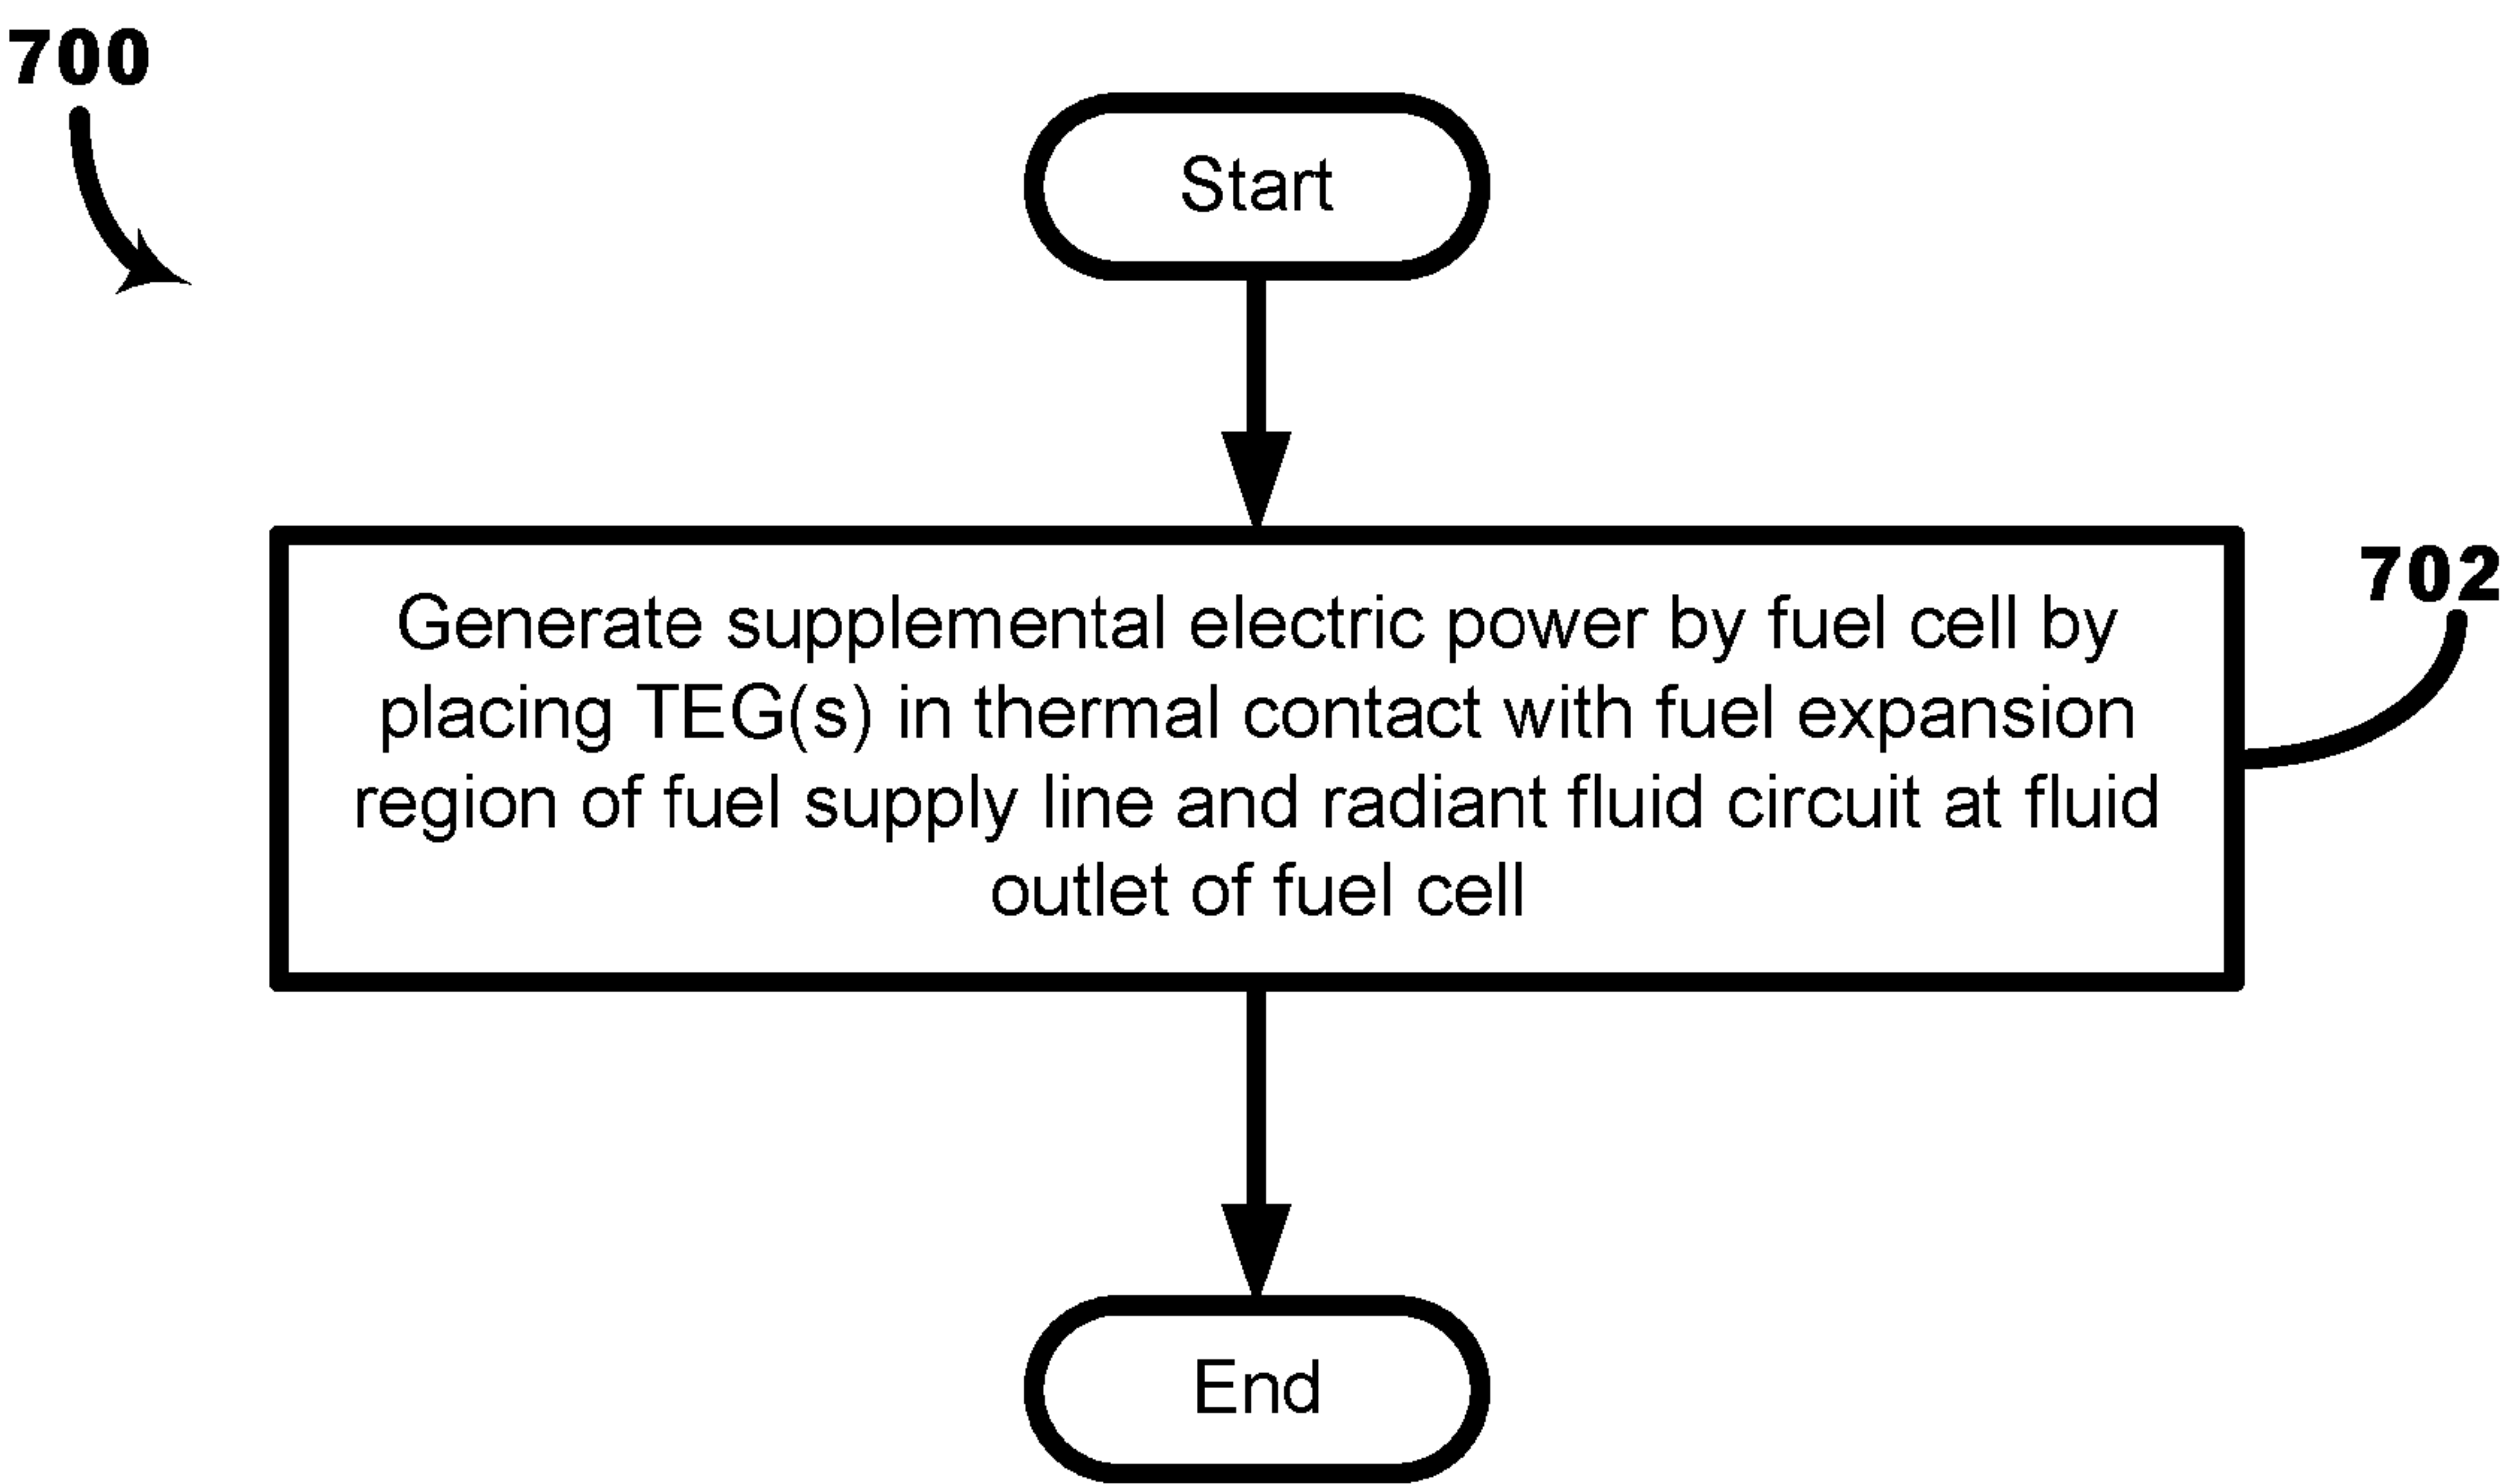 700
Start
Generate supplemental electric power by fuel cell by
placing TEG(s) in thermal contact with fuel expansion
region of fuel supply line and radiant fluid circuit at fluid
outlet of fuel cell
702
End